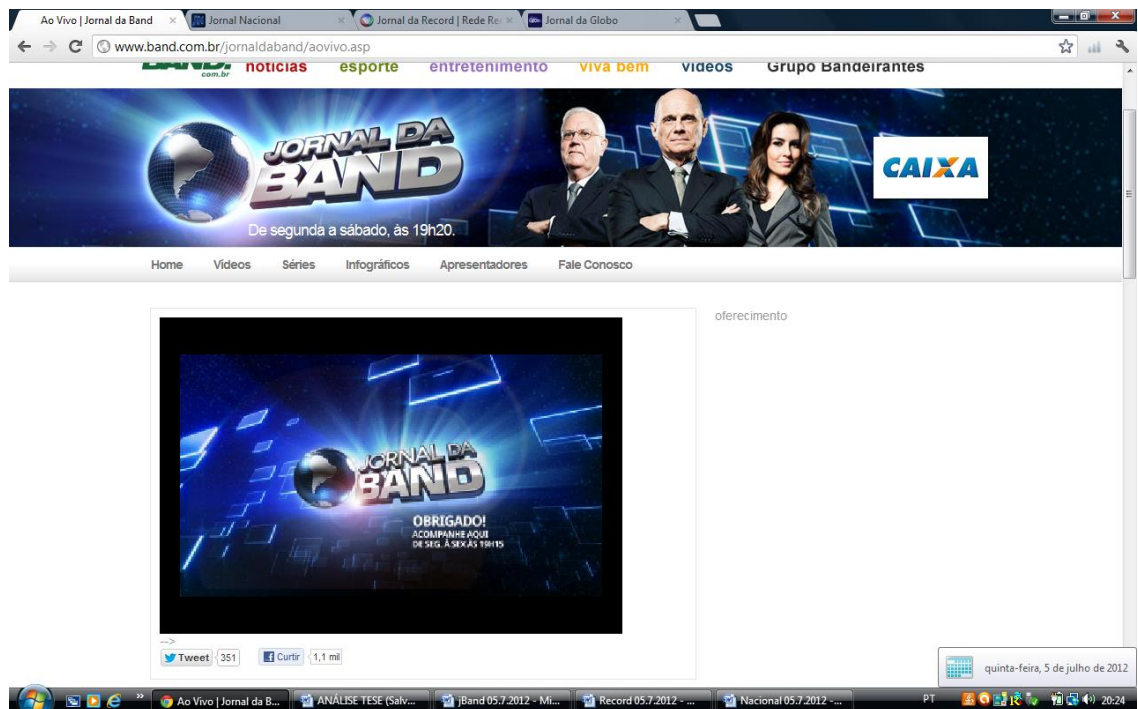 Ao Vivo | Jornal da Band
Jornal Nacional
Jornal da Record | Rede Re
Jornal da Globo
www.band.com.br/jornaldaband/aovivo.asp
BAND.
com.br
notícias
esporte
entretenimento
viva bem
vídeos
Grupo Bandeirantes
JORNAL DA
BAND
De segunda a sábado, às 19h20.
CAIXA
Home
Vídeos
Séries
Infográficos
Apresentadores
Fale Conosco
oferecimento
JORNAL DA
BAND
OBRIGADO!
ACOMPANHE AQUI
DE SEG. À SEX ÀS 19H15
-->
Tweet
351
Curtir
1,1 mil
quinta-feira, 5 de julho de 2012
Ao Vivo | Jornal da B...
ANÁLISE TESE (Salv...
jBand 05.7.2012 - Mi...
Record 05.7.2012 - ...
Nacional 05.7.2012 -...
PT
20:24